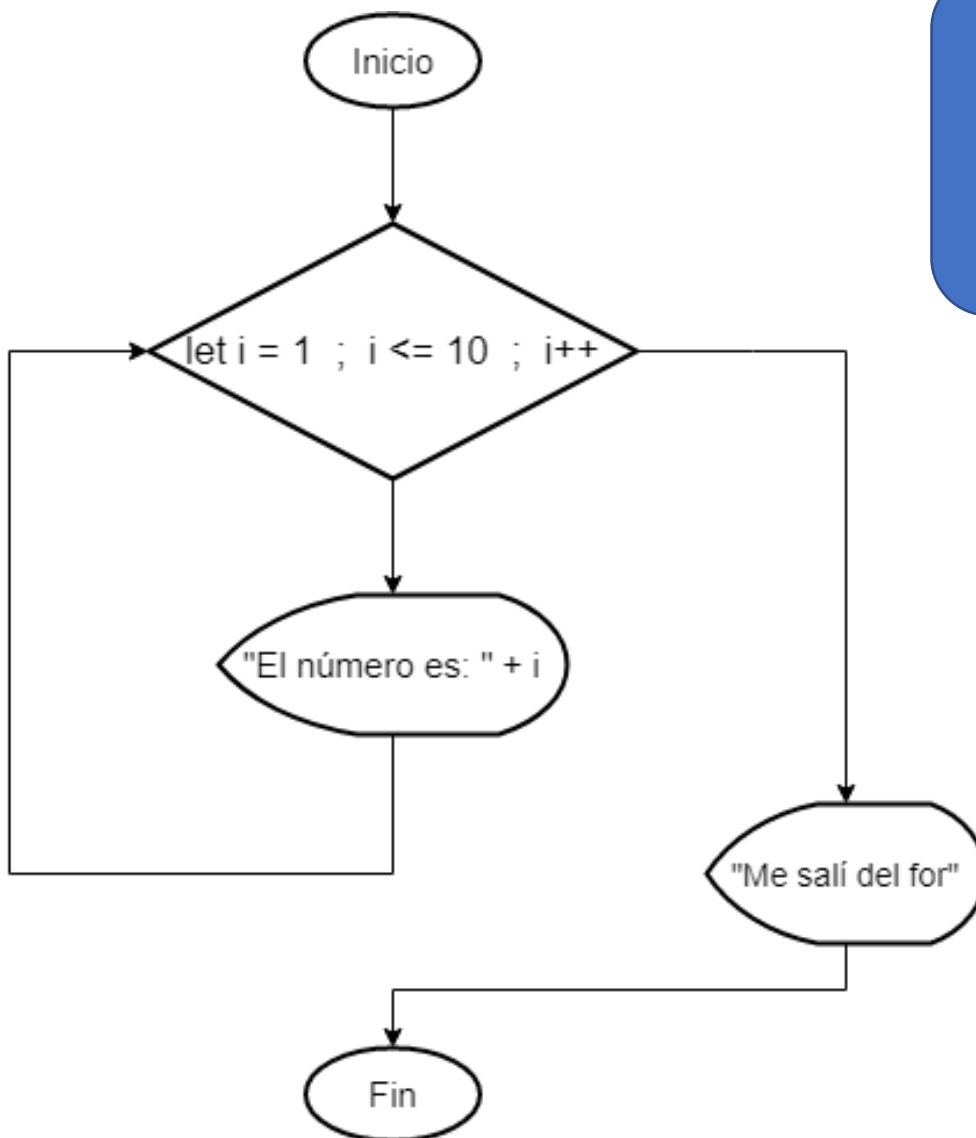 Inicio
let i = 1 ; i <= 10 ; i++
"El número es: " + i
"Me salí del for"
Fin